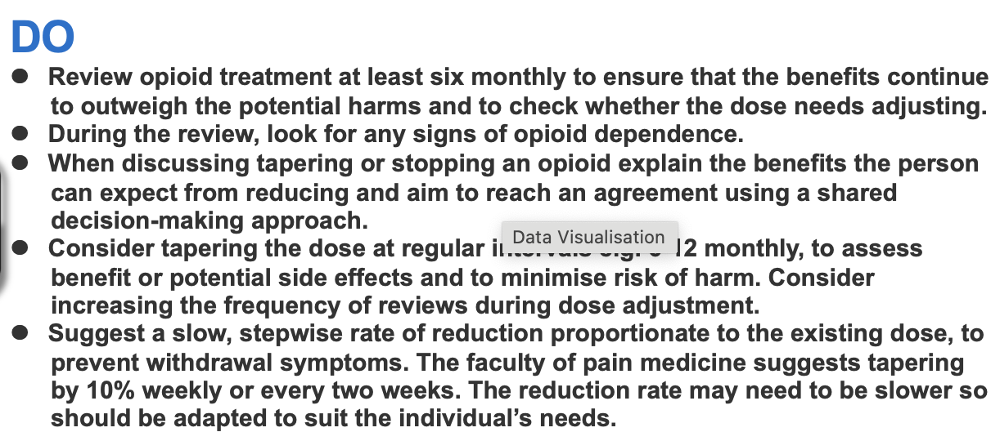 DO
● Review opioid treatment at least six monthly to ensure that the benefits continue
to outweigh the potential harms and to check whether the dose needs adjusting.
● During the review, look for any signs of opioid dependence.
● When discussing tapering or stopping an opioid explain the benefits the person
can expect from reducing and aim to reach an agreement using a shared
decision-making approach.
Data Visualisation
● Consider tapering the dose at regular 12 monthly, to assess
benefit or potential side effects and to minimise risk of harm. Consider
increasing the frequency of reviews during dose adjustment.
● Suggest a slow, stepwise rate of reduction proportionate to the existing dose, to
prevent withdrawal symptoms. The faculty of pain medicine suggests tapering
by 10% weekly or every two weeks. The reduction rate may need to be slower so
should be adapted to suit the individual’s needs.